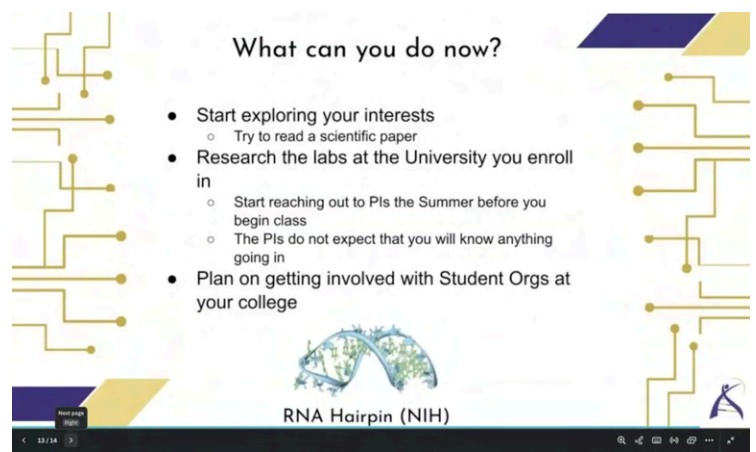 What can you do now?
● Start exploring your interests
○ Try to read a scientific paper
● Research the labs at the University you enroll
in
○ Start reaching out to PIs the Summer before you
begin class
○ The PIs do not expect that you will know anything
going in
● Plan on getting involved with Student Orgs at
your college
RNA Hairpin (NIH)
Next page
Right
13 / 14